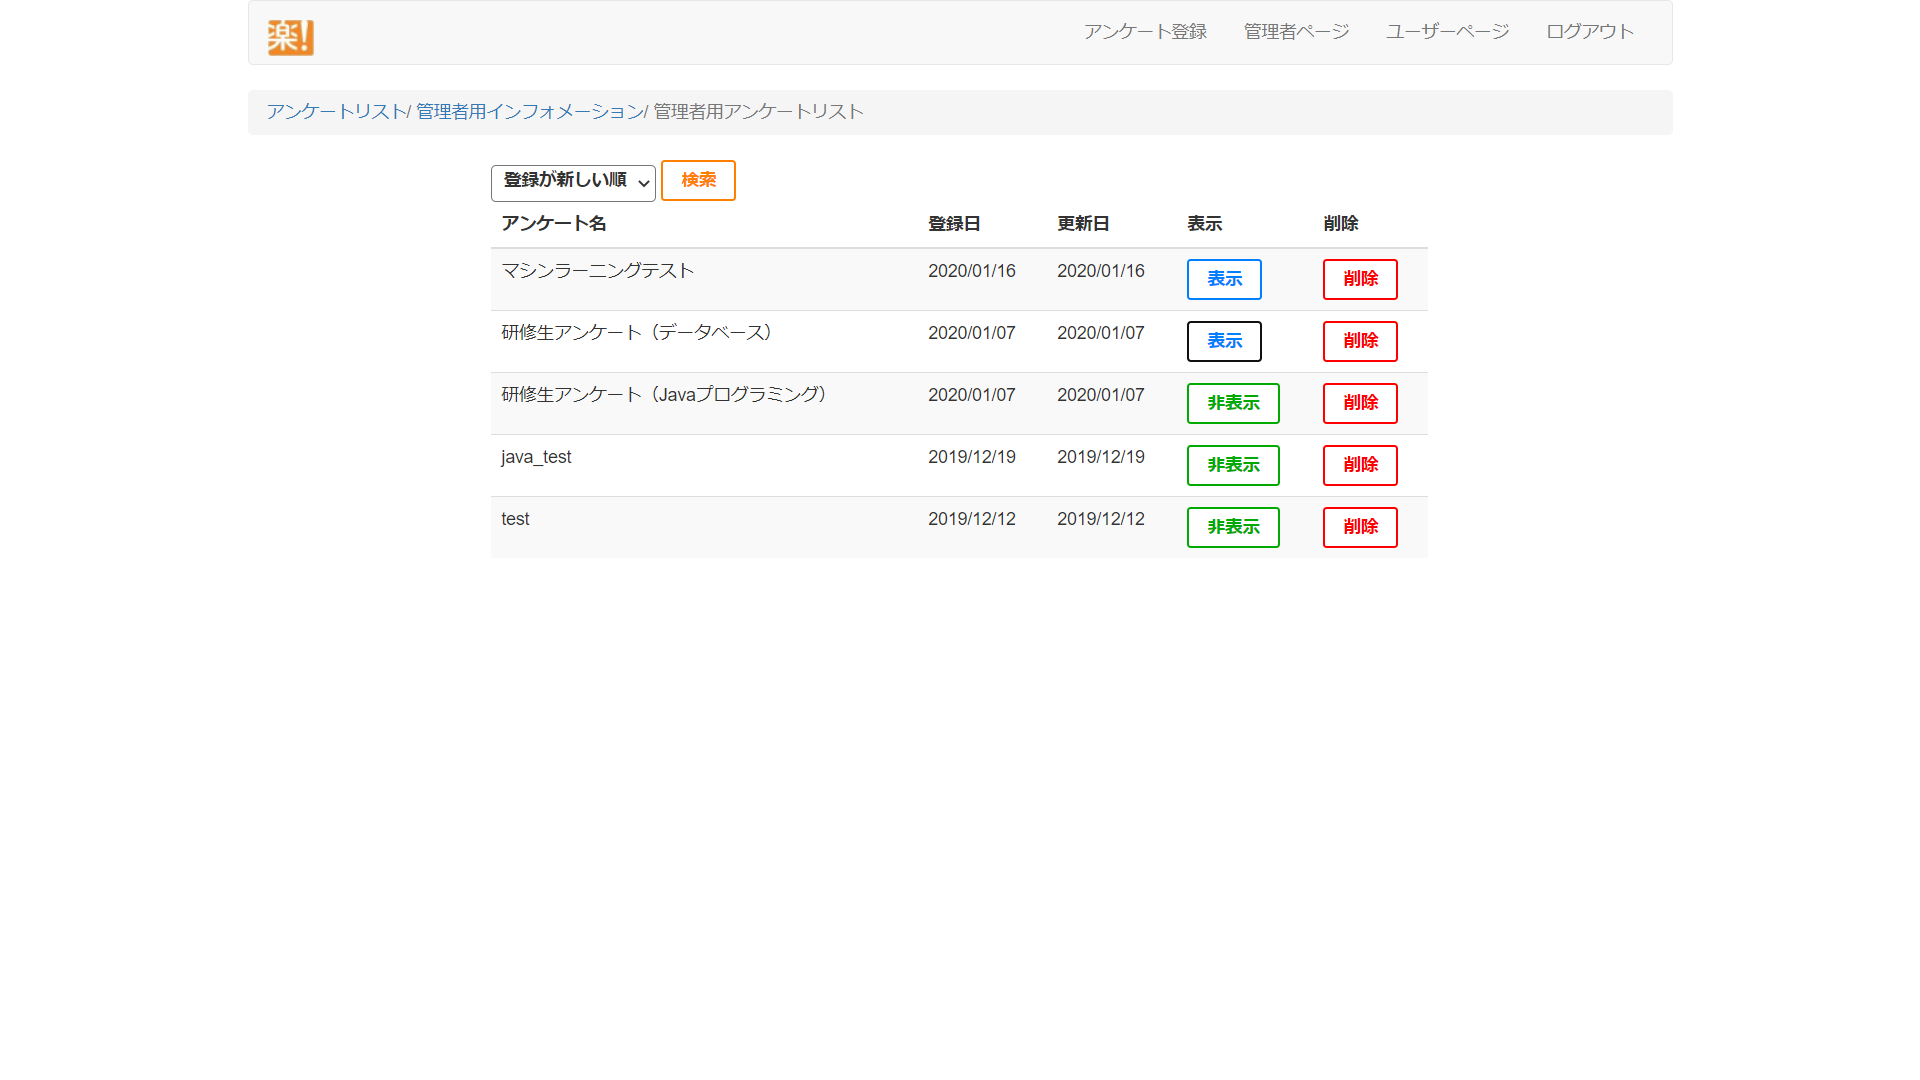 楽!
アンケート登録 管理者ページ ユーザーページ ログアウト
アンケートリスト/ 管理者用インフォメーション/ 管理者用アンケートリスト
登録が新しい順 検索
アンケート名 登録日 更新日 表示 削除
マシンラーニングテスト 2020/01/16 2020/01/16 表示 削除
研修生アンケート（データベース） 2020/01/07 2020/01/07 表示 削除
研修生アンケート（Javaプログラミング） 2020/01/07 2020/01/07 非表示 削除
java_test 2019/12/19 2019/12/19 非表示 削除
test 2019/12/12 2019/12/12 非表示 削除